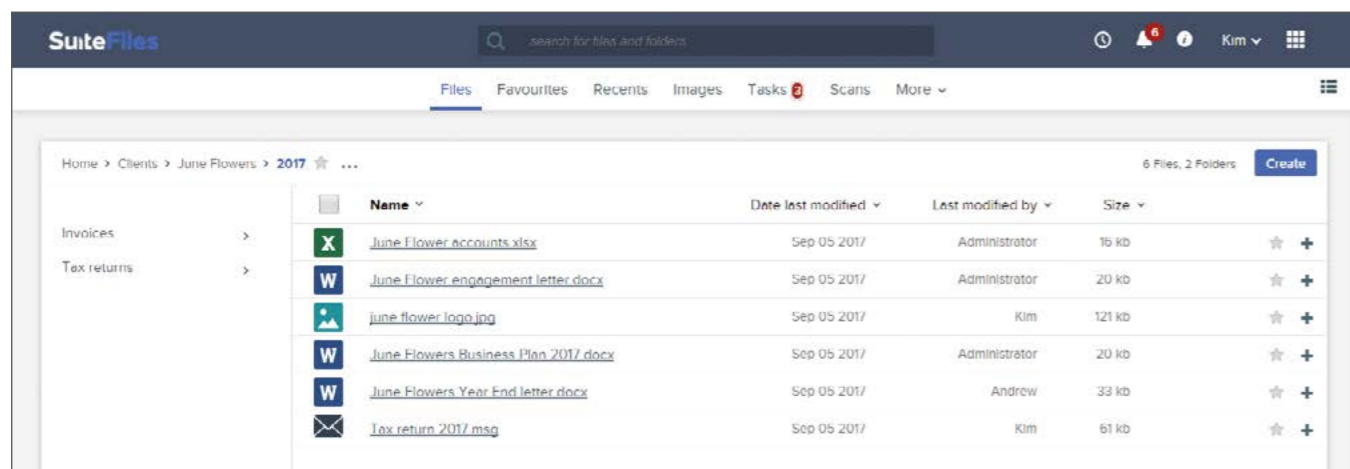 SuiteFiles
search for files and folders
6
Kim
Files Favourites Recents Images Tasks 2 Scans More
Home > Clients > June Flowers > 2017 ...
6 Files, 2 Folders
Create
Invoices >
Tax returns >
Name Date last modified Last modified by Size
June Flower accounts.xlsx Sep 05 2017 Administrator 16 kb
June Flower engagement letter.docx Sep 05 2017 Administrator 20 kb
june flower logo.jpg Sep 05 2017 Kim 121 kb
June Flowers Business Plan 2017.docx Sep 05 2017 Administrator 20 kb
June Flowers Year End letter.docx Sep 05 2017 Andrew 33 kb
Tax return 2017.msg Sep 05 2017 Kim 61 kb